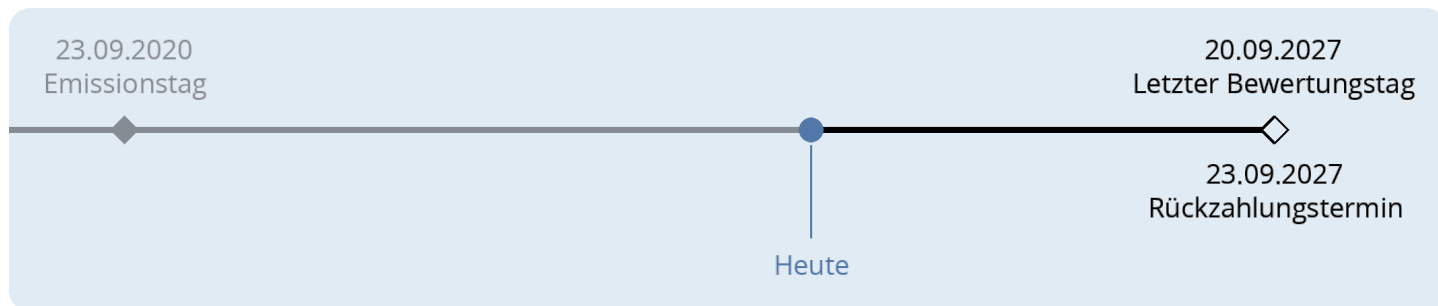 23.09.2020
Emissionstag
20.09.2027
Letzter Bewertungstag
23.09.2027
Rückzahlungstermin
Heute